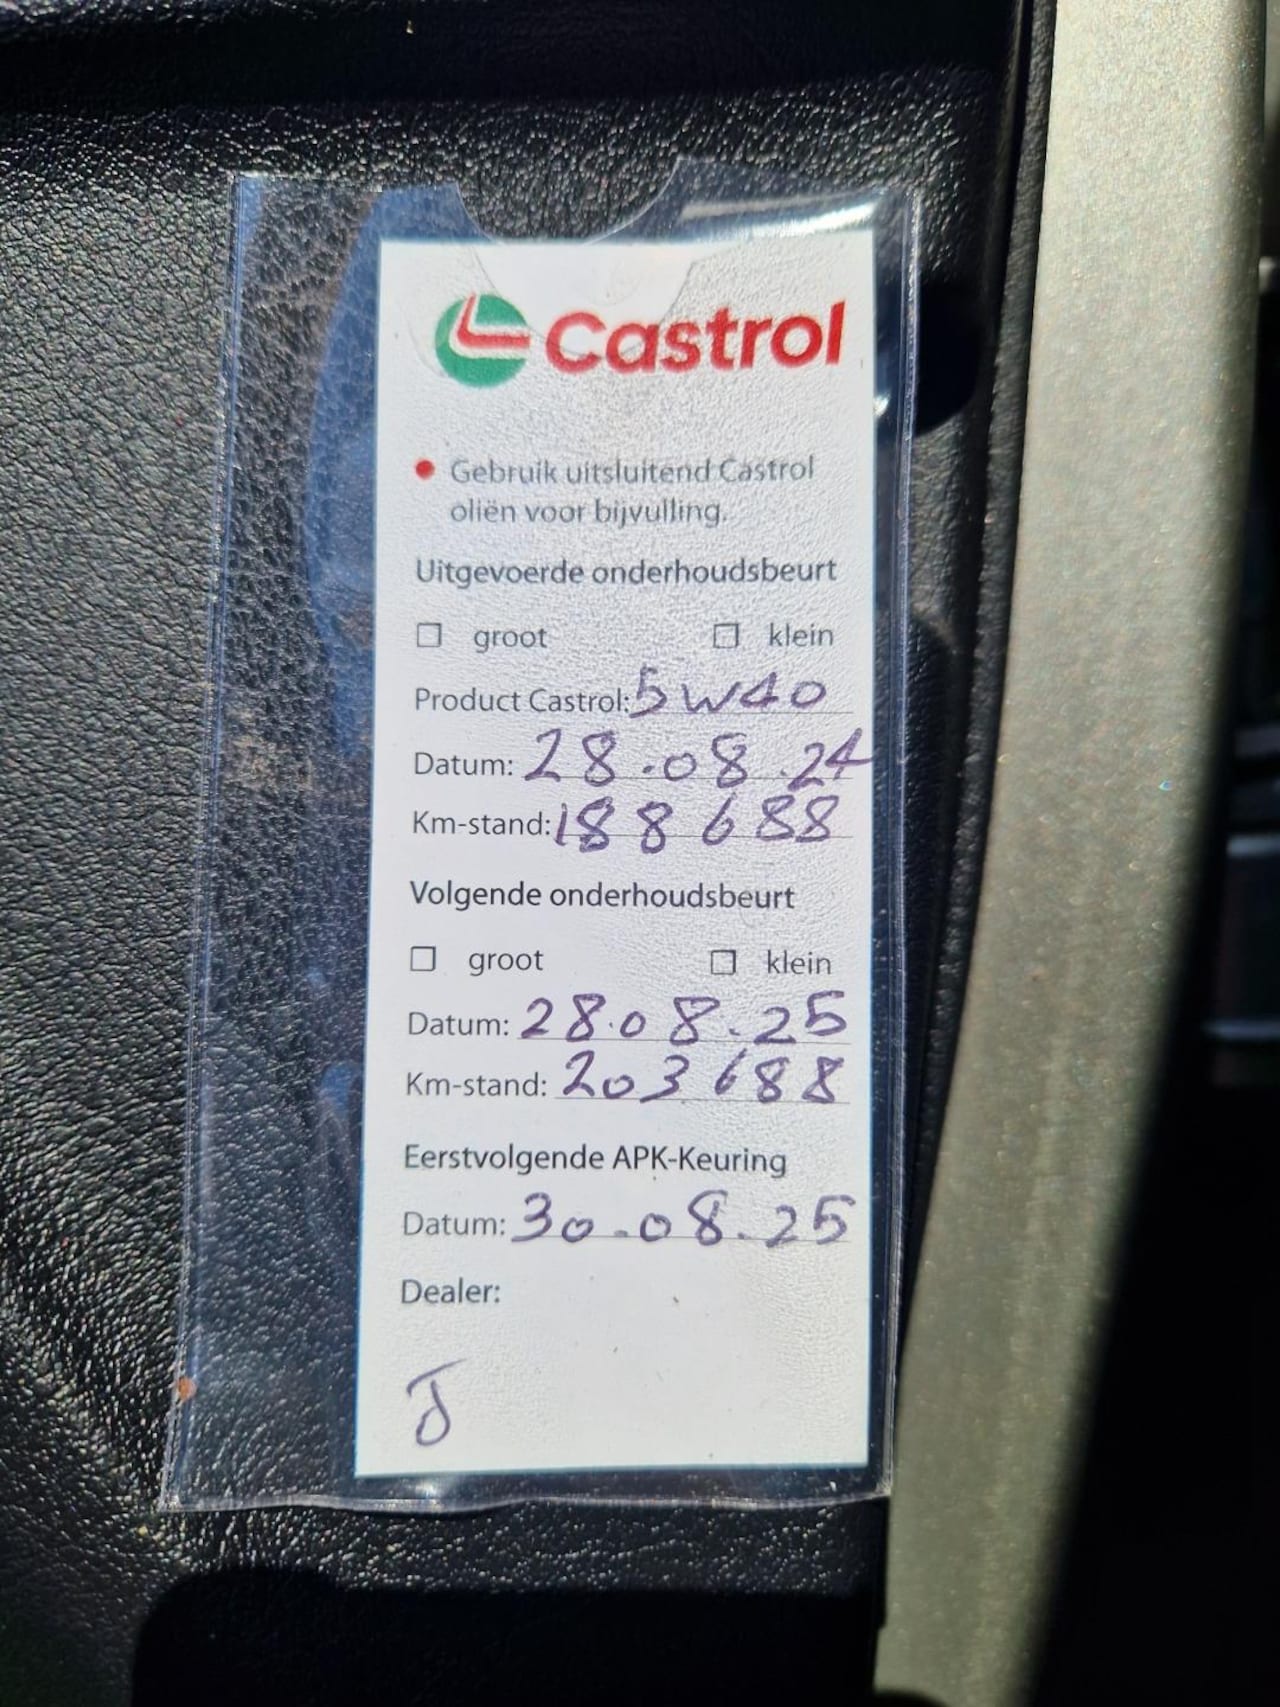 Castrol
• Gebruik uitsluitend Castrol
oliën voor bijvulling.
Uitgevoerde onderhoudsbeurt
☐ groot ☐ klein
Product Castrol: 5W40
Datum: 28.08.24
Km-stand: 188688
Volgende onderhoudsbeurt
☐ groot ☐ klein
Datum: 28.08.25
Km-stand: 203688
Eerstvolgende APK-Keuring
Datum: 30.08.25
Dealer: